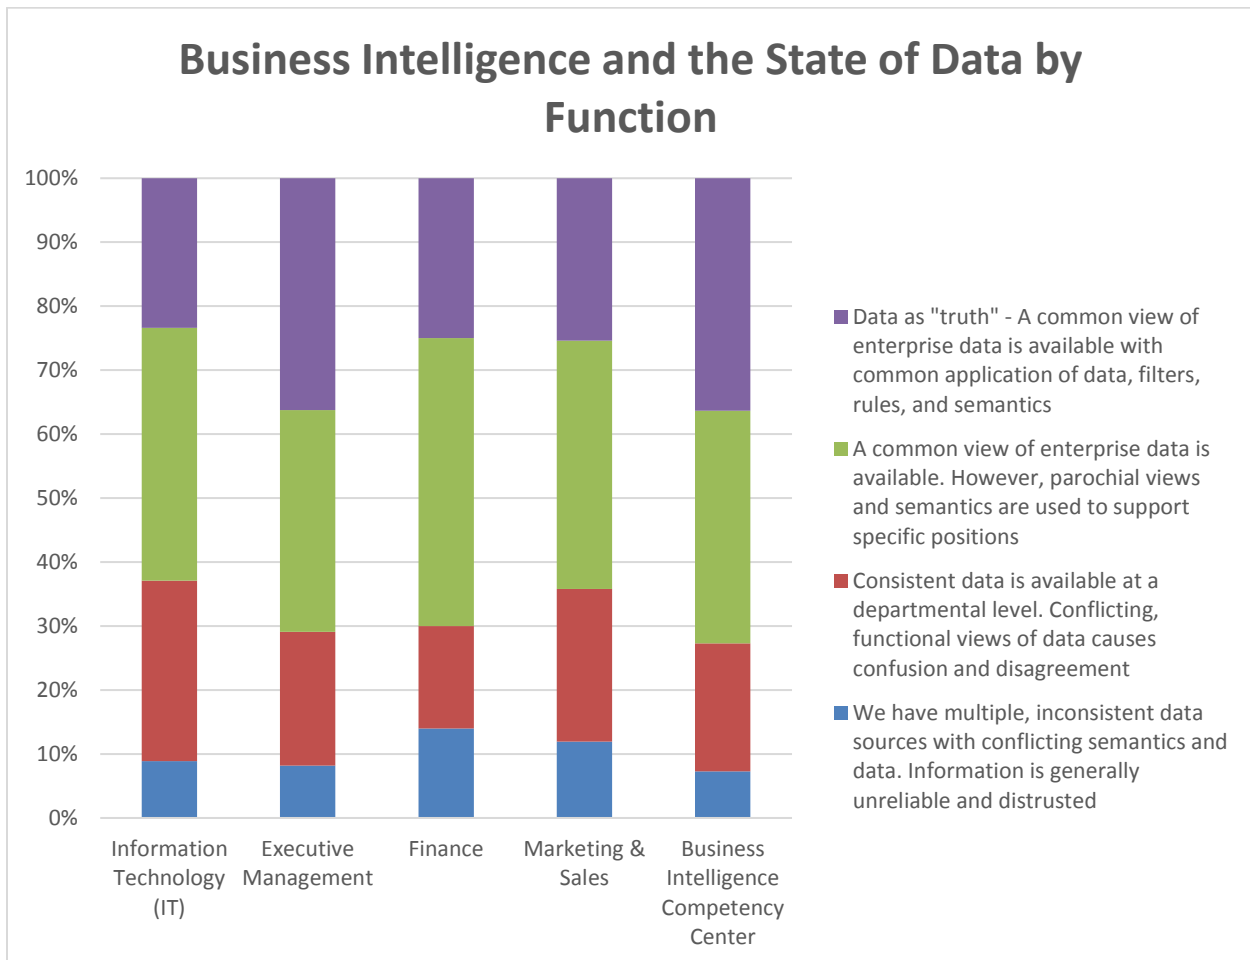 Business Intelligence and the State of Data by
Function
100%
90%
80%
70%
60%
50%
40%
30%
20%
10%
0%
Information
Technology
(IT)
Executive
Management
Finance
Marketing &
Sales
Business
Intelligence
Competency
Center
Data as "truth" - A common view of
enterprise data is available with
common application of data, filters,
rules, and semantics
A common view of enterprise data is
available. However, parochial views
and semantics are used to support
specific positions
Consistent data is available at a
departmental level. Conflicting,
functional views of data causes
confusion and disagreement
We have multiple, inconsistent data
sources with conflicting semantics and
data. Information is generally
unreliable and distrusted